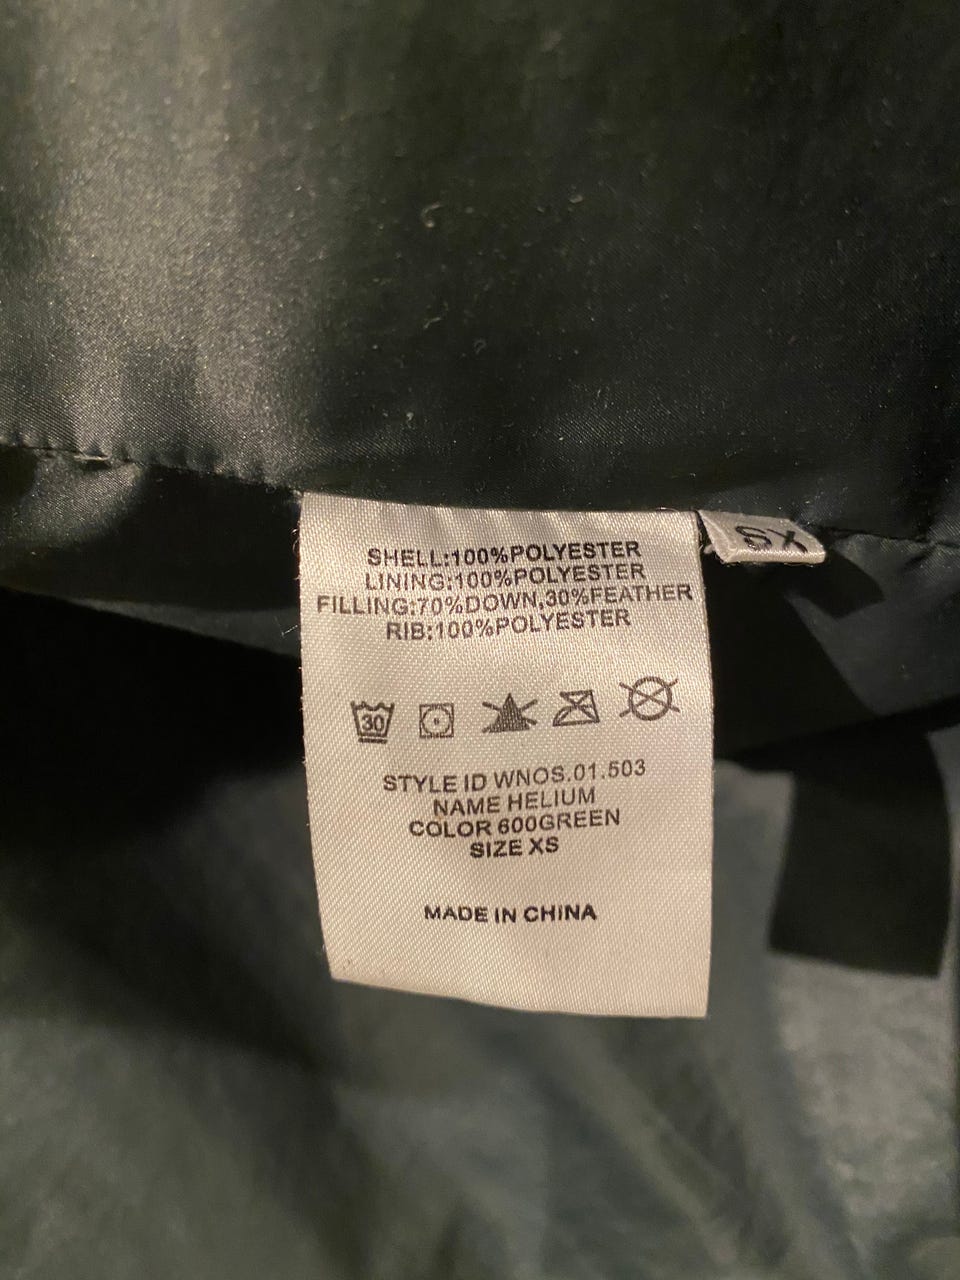 SHELL:100%POLYESTER
LINING:100%POLYESTER
FILLING:70%DOWN,30%FEATHER
RIB:100%POLYESTER
30
STYLE ID WNOS.01.503
NAME HELIUM
COLOR 600GREEN
SIZE XS
MADE IN CHINA
XS